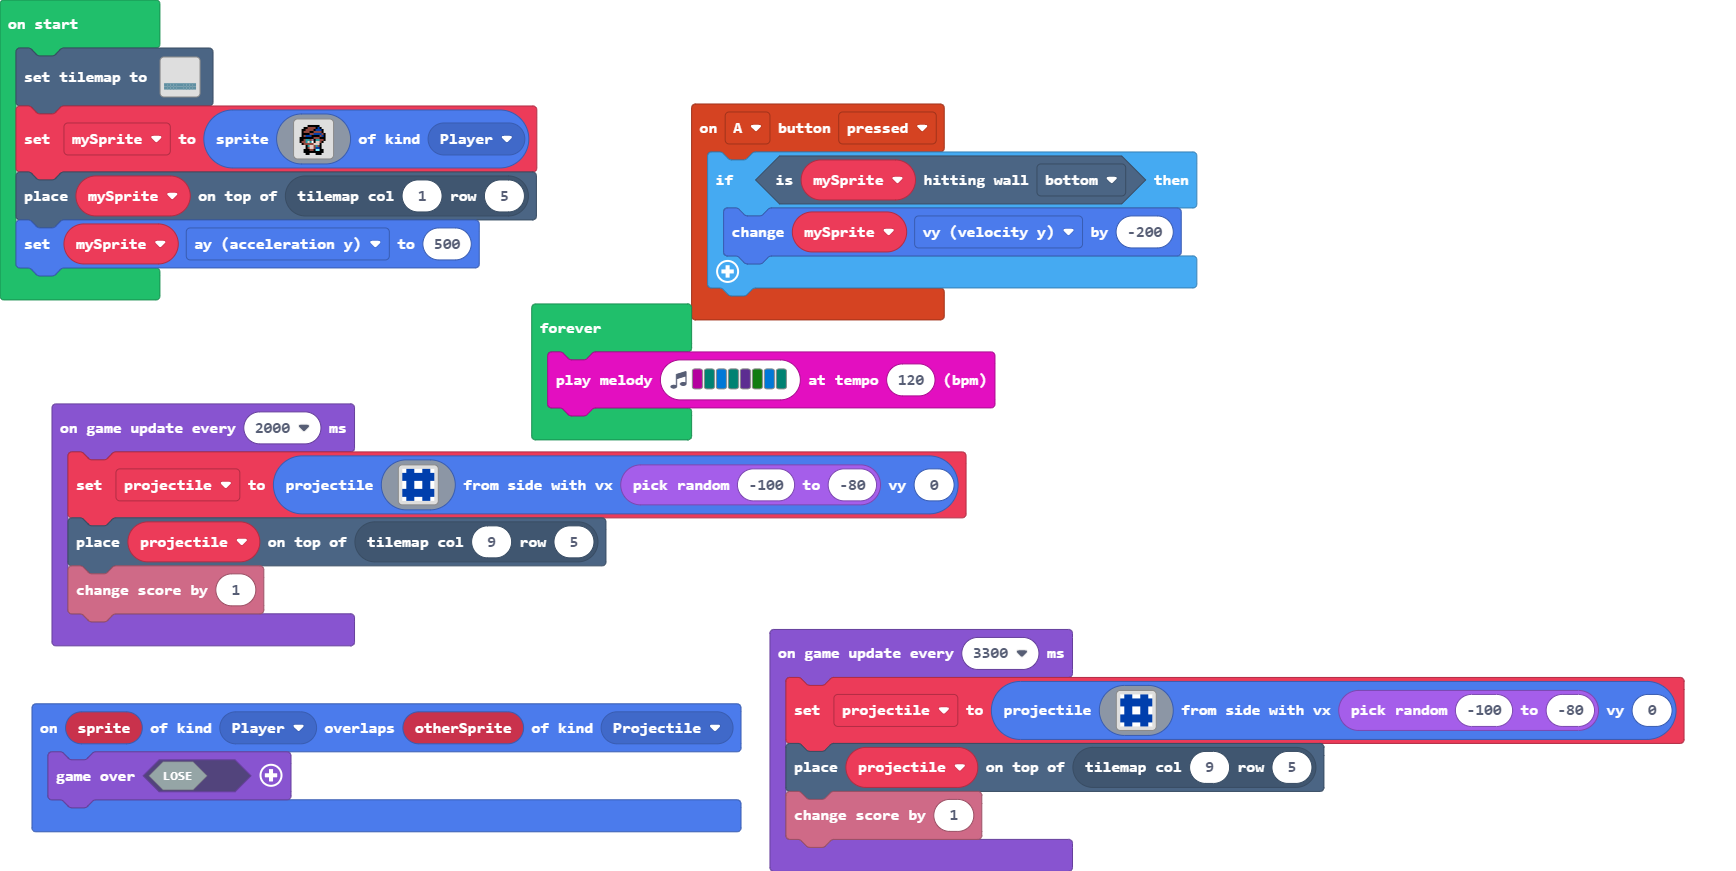 on start
set tilemap to
set mySprite to sprite of kind Player
place mySprite on top of tilemap col 1 row 5
set mySprite ay (acceleration y) to 500
on A button pressed
if is mySprite hitting wall bottom then
change mySprite vy (velocity y) by -200
forever
play melody at tempo 120 (bpm)
on game update every 2000 ms
set projectile to projectile from side with vx pick random -100 to -80 vy 0
place projectile on top of tilemap col 9 row 5
change score by 1
on sprite of kind Player overlaps otherSprite of kind Projectile
game over LOSE
on game update every 3300 ms
set projectile to projectile from side with vx pick random -100 to -80 vy 0
place projectile on top of tilemap col 9 row 5
change score by 1